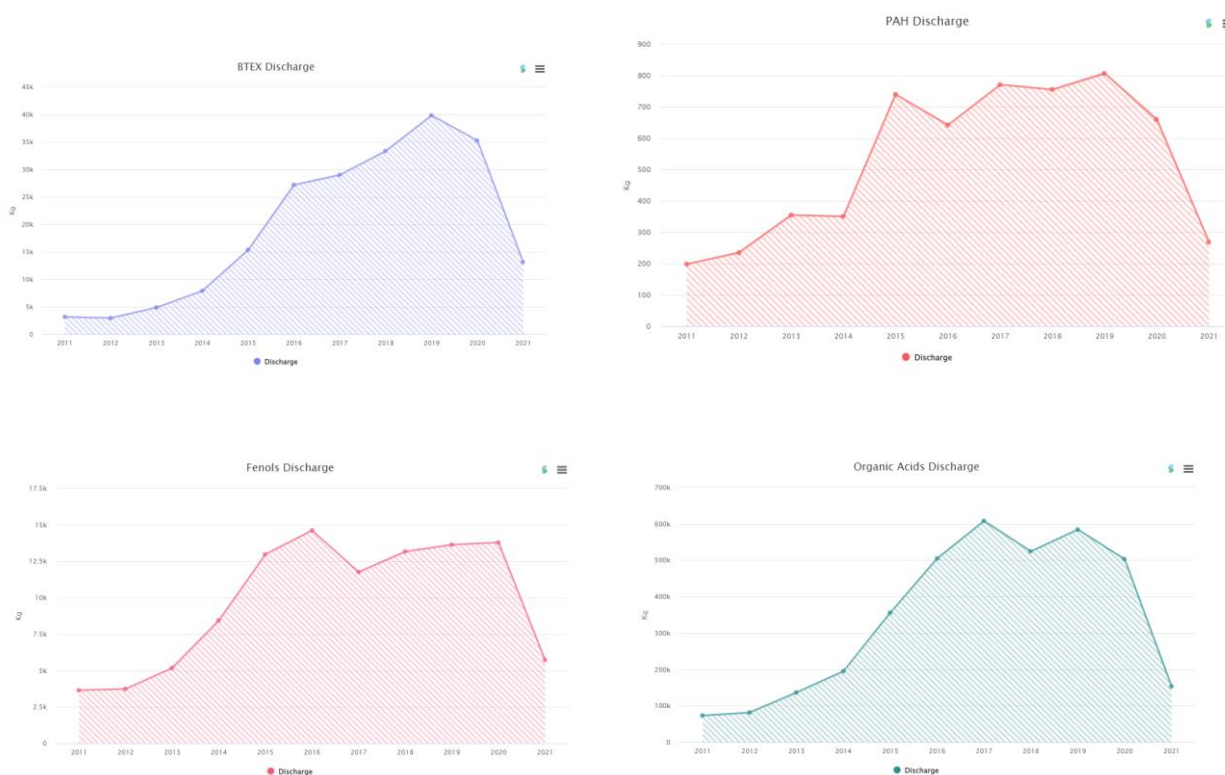 BTEX Discharge
45k
40k
35k
30k
25k
20k
15k
10k
5k
0
Kg
2011 2012 2013 2014 2015 2016 2017 2018 2019 2020 2021
Discharge
PAH Discharge
900
800
700
600
500
400
300
200
100
0
Kg
2011 2012 2013 2014 2015 2016 2017 2018 2019 2020 2021
Discharge
Fenols Discharge
17.5k
15k
12.5k
10k
7.5k
5k
2.5k
0
Kg
2011 2012 2013 2014 2015 2016 2017 2018 2019 2020 2021
Discharge
Organic Acids Discharge
700k
600k
500k
400k
300k
200k
100k
0
Kg
2011 2012 2013 2014 2015 2016 2017 2018 2019 2020 2021
Discharge